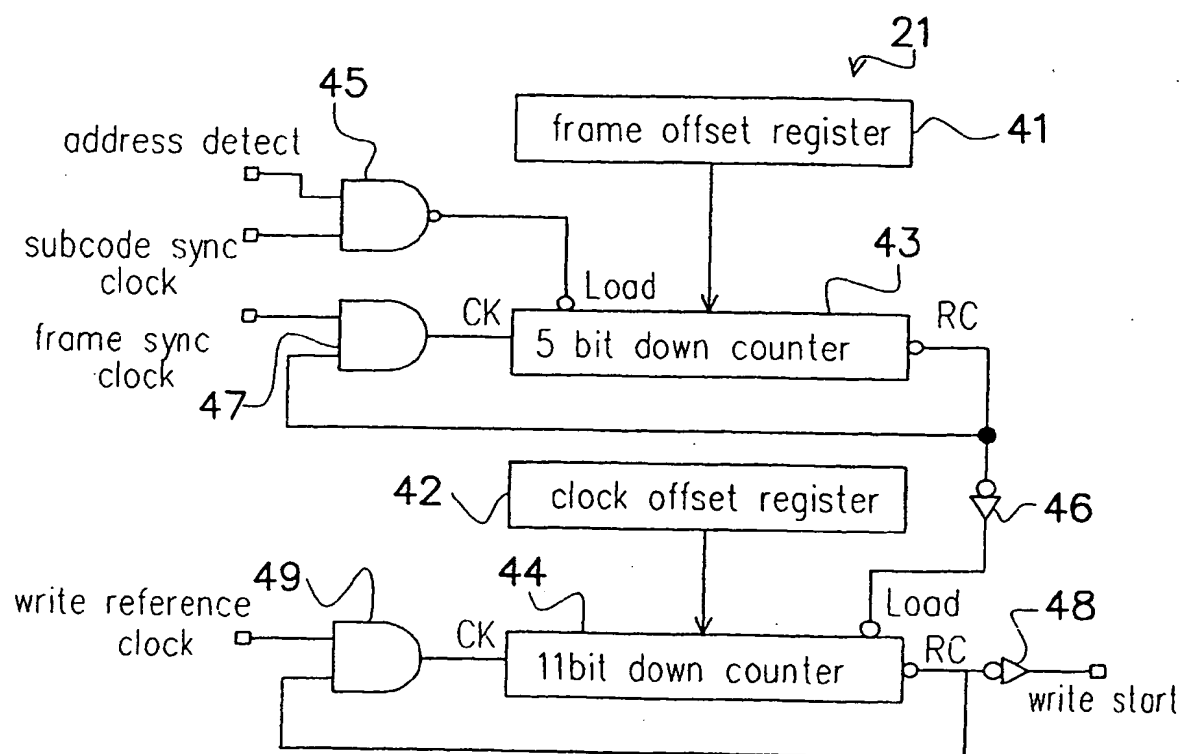 21
45
address detect
frame offset register
41
subcode sync
clock
43
Load
CK
RC
frame sync
clock
5 bit down counter
47
42
clock offset register
46
49
44
Load
48
write reference
clock
CK
RC
11bit down counter
write start